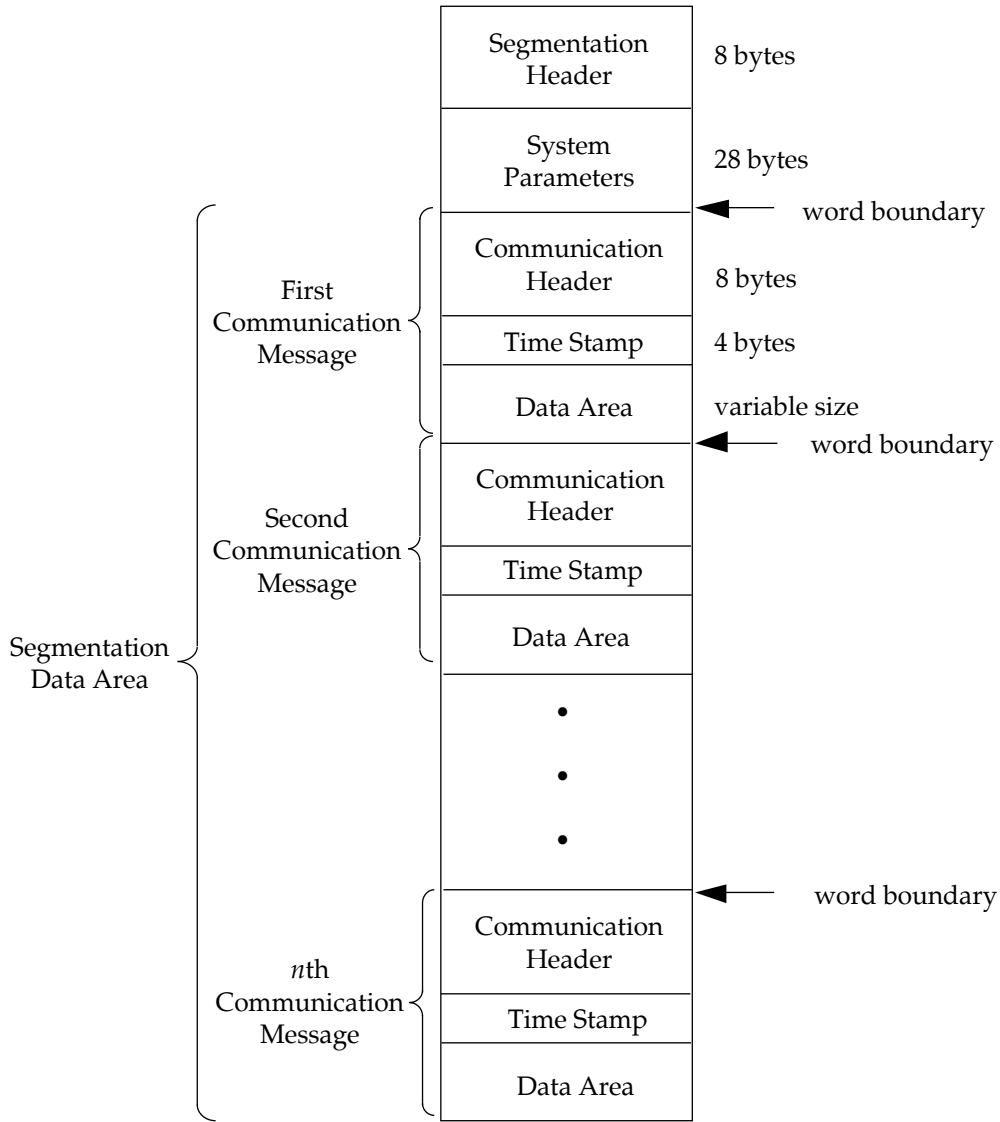 Segmentation
Header
8 bytes
System
Parameters
28 bytes
word boundary
First
Communication
Message
Communication
Header
8 bytes
Time Stamp
4 bytes
Data Area
variable size
word boundary
Second
Communication
Message
Communication
Header
Time Stamp
Data Area
Segmentation
Data Area
word boundary
nth
Communication
Message
Communication
Header
Time Stamp
Data Area